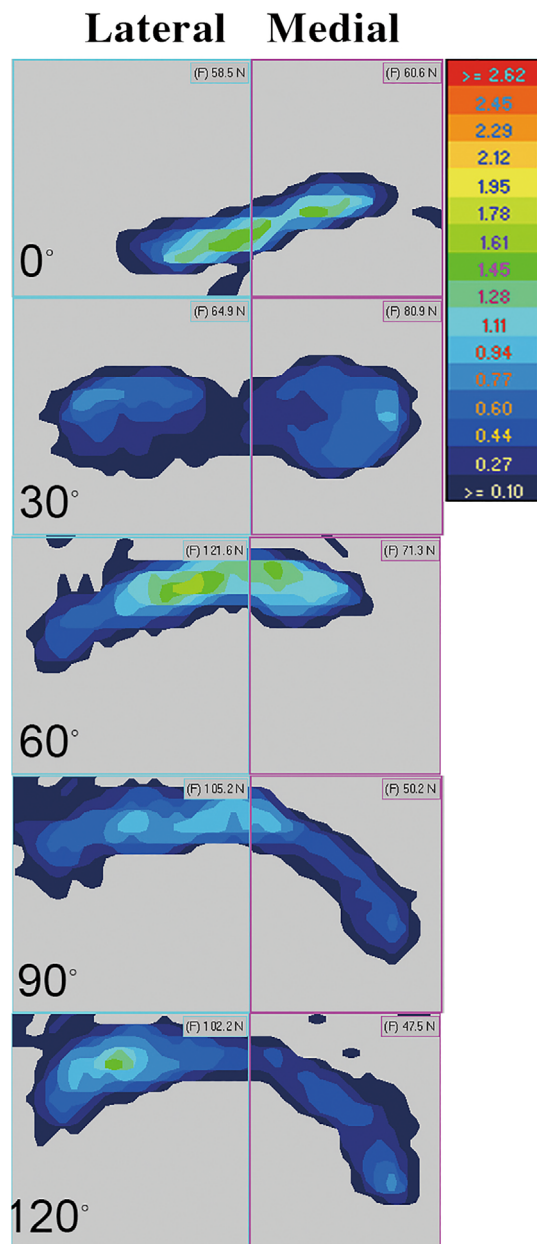 Lateral Medial
(F) 58.5 N
(F) 60.6 N
>= 2.62
2.45
2.29
2.12
1.95
1.78
1.61
1.45
1.28
1.11
0.94
0.77
0.60
0.44
0.27
>= 0.10
0°
(F) 64.9 N
(F) 80.9 N
30°
(F) 121.6 N
(F) 71.3 N
60°
(F) 105.2 N
(F) 50.2 N
90°
(F) 102.2 N
(F) 47.5 N
120°